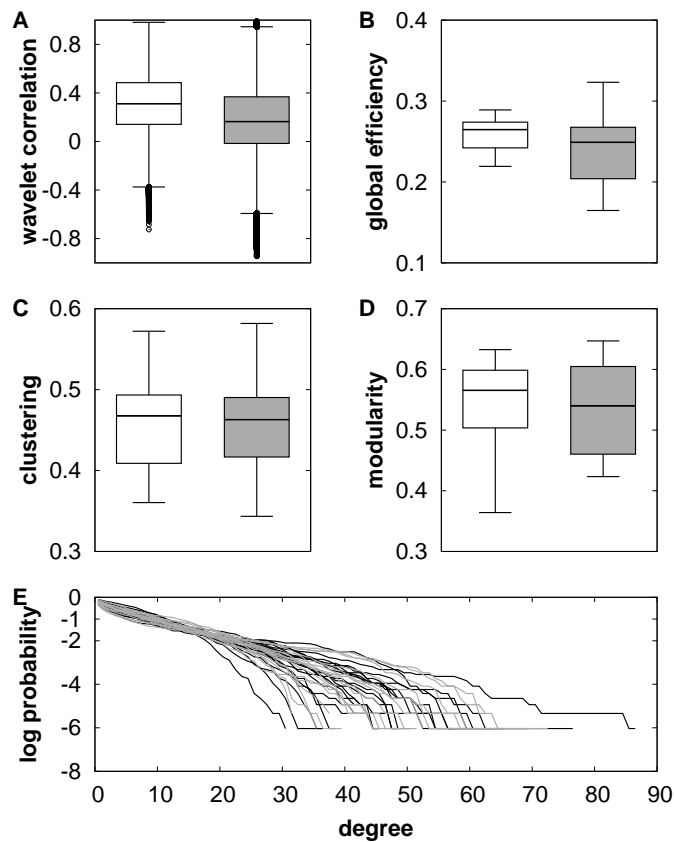 A
wavelet correlation
0.8
0.4
0
-0.4
-0.8
B
global efficiency
0.4
0.3
0.2
0.1
C
clustering
0.6
0.5
0.4
0.3
D
modularity
0.7
0.6
0.5
0.4
0.3
E
log probability
0
-1
-2
-4
-6
-8
0 10 20 30 40 50 60 70 80 90
degree